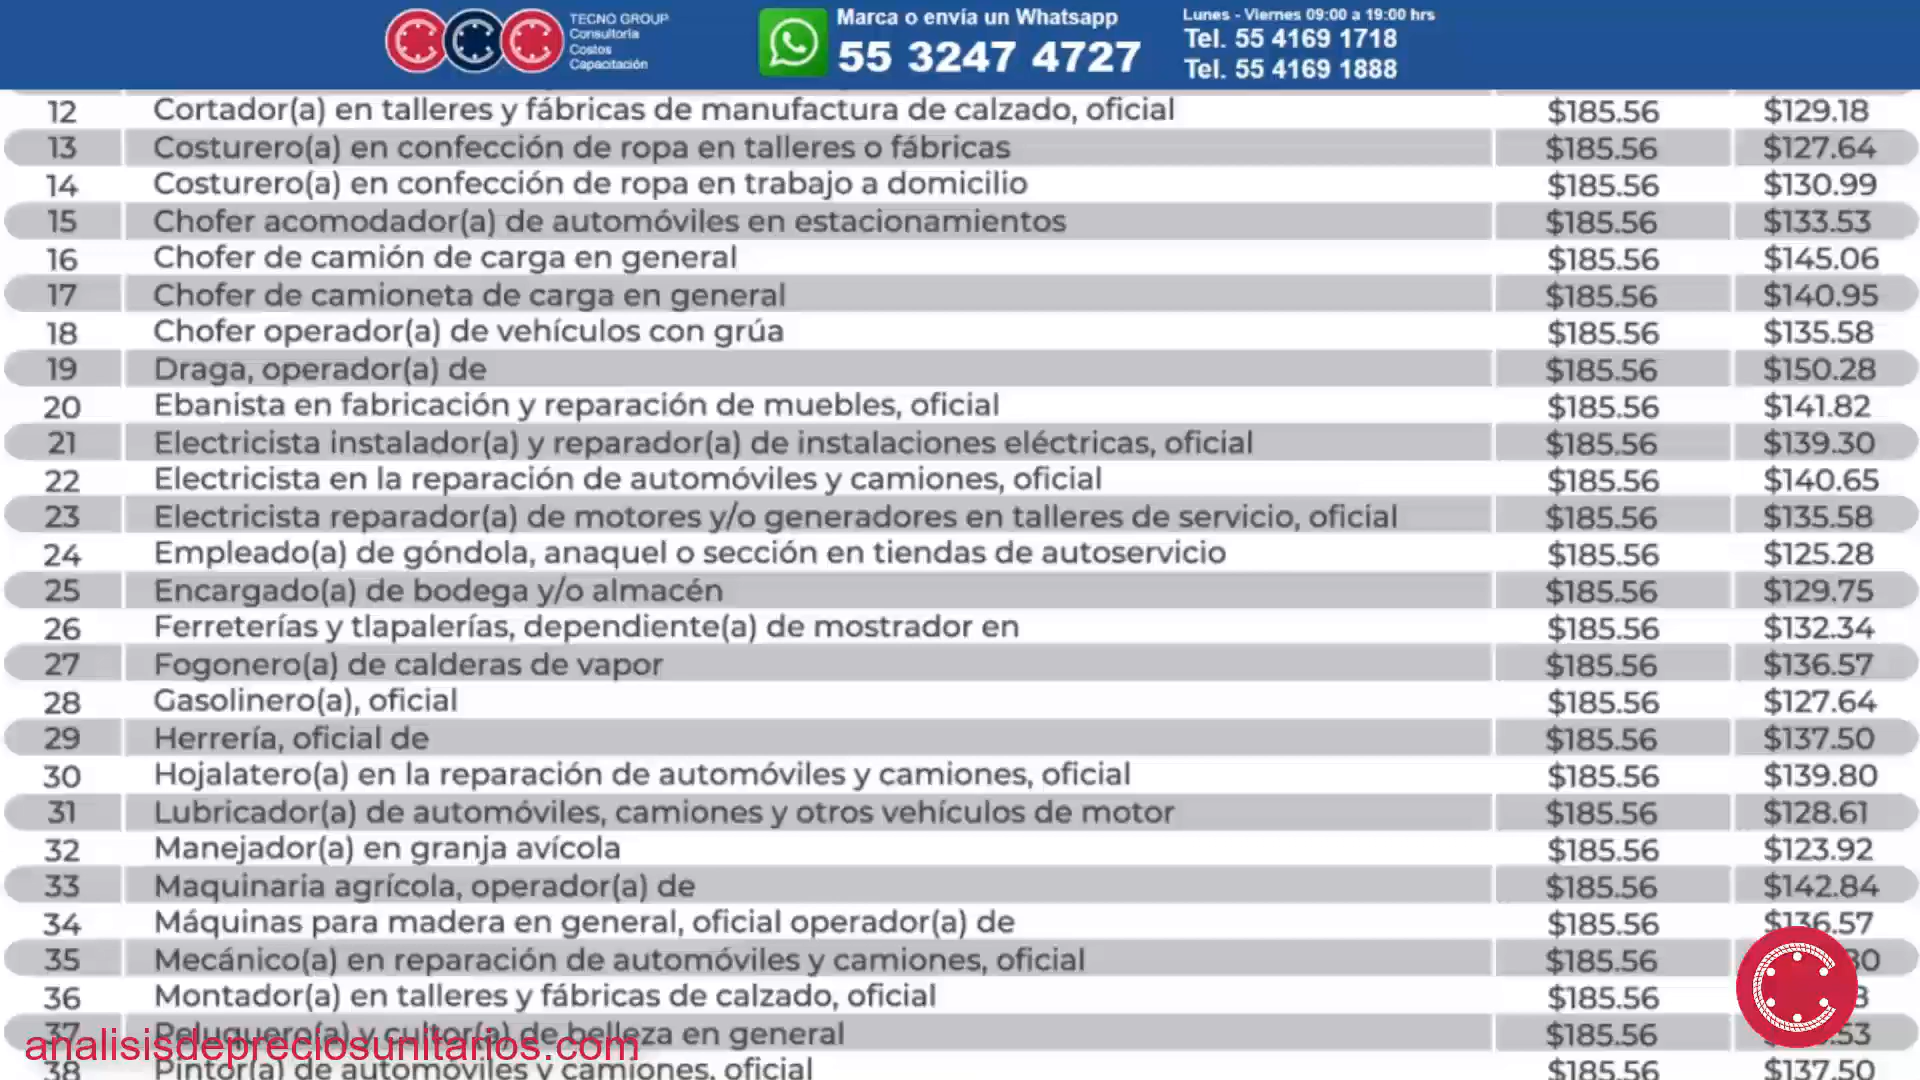 TECNO GROUP
Consultoría
Costos
Capacitación
Marca o envía un Whatsapp
55 3247 4727
Lunes - Viernes 09:00 a 19:00 hrs
Tel. 55 4169 1718
Tel. 55 4169 1888
12 Cortador(a) en talleres y fábricas de manufactura de calzado, oficial $185.56 $129.18
13 Costurero(a) en confección de ropa en talleres o fábricas $185.56 $127.64
14 Costurero(a) en confección de ropa en trabajo a domicilio $185.56 $130.99
15 Chofer acomodador(a) de automóviles en estacionamientos $185.56 $133.53
16 Chofer de camión de carga en general $185.56 $145.06
17 Chofer de camioneta de carga en general $185.56 $140.95
18 Chofer operador(a) de vehículos con grúa $185.56 $135.58
19 Draga, operador(a) de $185.56 $150.28
20 Ebanista en fabricación y reparación de muebles, oficial $185.56 $141.82
21 Electricista instalador(a) y reparador(a) de instalaciones eléctricas, oficial $185.56 $139.30
22 Electricista en la reparación de automóviles y camiones, oficial $185.56 $140.65
23 Electricista reparador(a) de motores y/o generadores en talleres de servicio, oficial $185.56 $135.58
24 Empleado(a) de góndola, anaquel o sección en tiendas de autoservicio $185.56 $125.28
25 Encargado(a) de bodega y/o almacén $185.56 $129.75
26 Ferreterías y tlapalerías, dependiente(a) de mostrador en $185.56 $132.34
27 Fogonero(a) de calderas de vapor $185.56 $136.57
28 Gasolinero(a), oficial $185.56 $127.64
29 Herrería, oficial de $185.56 $137.50
30 Hojalatero(a) en la reparación de automóviles y camiones, oficial $185.56 $139.80
31 Lubricador(a) de automóviles, camiones y otros vehículos de motor $185.56 $128.61
32 Manejador(a) en granja avícola $185.56 $123.92
33 Maquinaria agrícola, operador(a) de $185.56 $142.84
34 Máquinas para madera en general, oficial operador(a) de $185.56 $136.57
35 Mecánico(a) en reparación de automóviles y camiones, oficial $185.56
36 Montador(a) en talleres y fábricas de calzado, oficial $185.56
37 Peluquero(a) y cultor(a) de belleza en general $185.56
analisisdepreciosunitarios.com
38 Pintor(a) de automóviles y camiones, oficial $185.56 $137.50